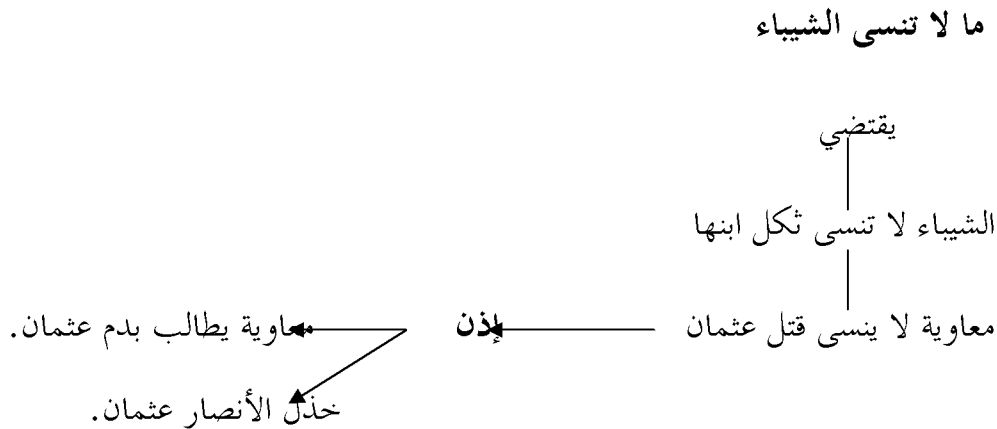 ما لا تنسى الشيباء
يقتضي
الشيباء لا تنسى ثكل ابنها
معاوية لا ينسى قتل عثمان إذن معاوية يطالب بدم عثمان.
خذل الأنصار عثمان.